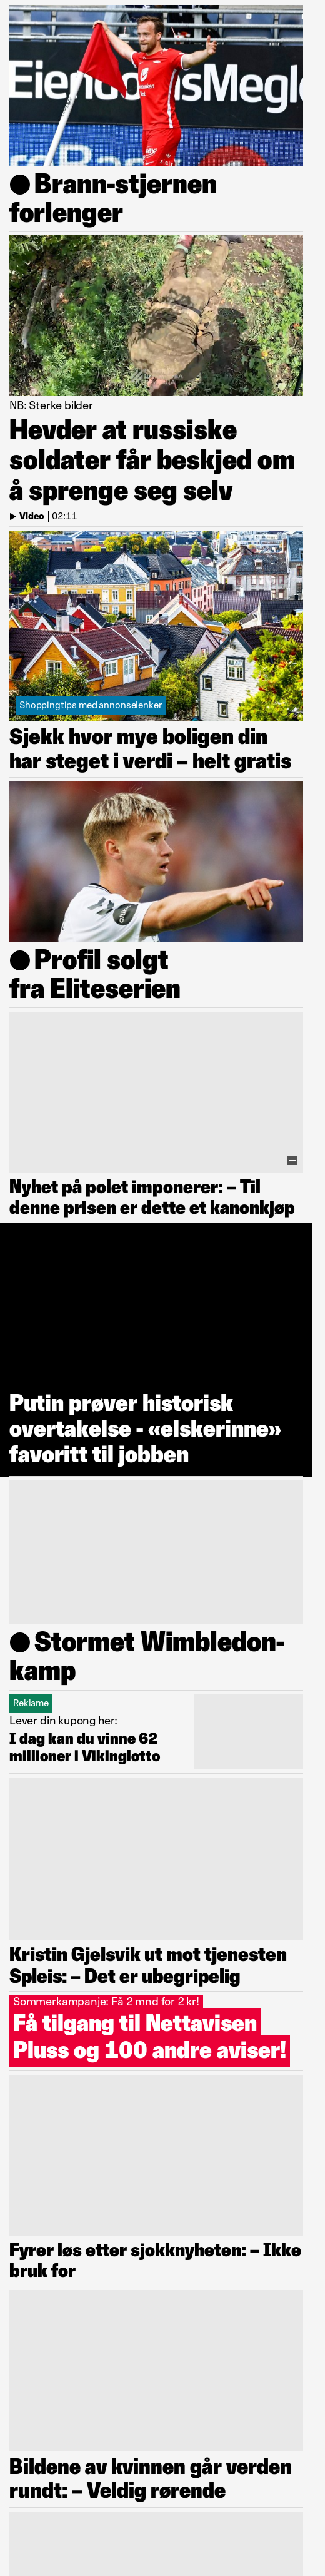 EiendomsMegle
● Brann-stjernen
forlenger
NB: Sterke bilder
Hevder at russiske
soldater får beskjed om
å sprenge seg selv
Video | 02:11
Shoppingtips med annonselenker
Sjekk hvor mye boligen din
har steget i verdi – helt gratis
● Profil solgt
fra Eliteserien
Nyhet på polet imponerer: – Til
denne prisen er dette et kanonkjøp
Putin prøver historisk
overtakelse - «elskerinne»
favoritt til jobben
● Stormet Wimbledon-
kamp
Reklame
Lever din kupong her:
I dag kan du vinne 62
millioner i Vikinglotto
Kristin Gjelsvik ut mot tjenesten
Spleis: – Det er ubegripelig
Sommerkampanje: Få 2 mnd for 2 kr!
Få tilgang til Nettavisen
Pluss og 100 andre aviser!
Fyrer løs etter sjokknyheten: – Ikke
bruk for
Bildene av kvinnen går verden
rundt: – Veldig rørende